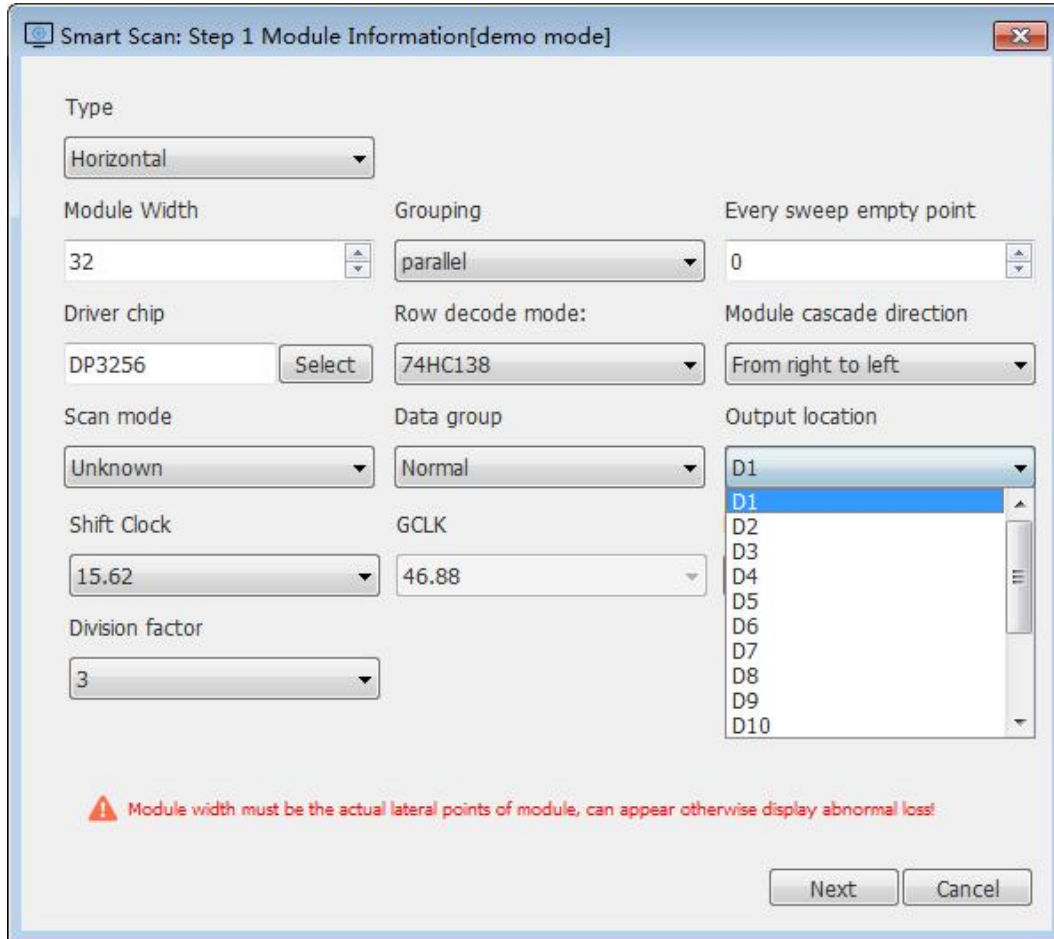 Smart Scan: Step 1 Module Information[demo mode]
Type
Horizontal
Module Width
Grouping
Every sweep empty point
32
parallel
0
Driver chip
Row decode mode:
Module cascade direction
DP3256
Select
74HC138
From right to left
Scan mode
Data group
Output location
Unknown
Normal
D1
Shift Clock
GCLK
15.62
46.88
Division factor
3
D1
D2
D3
D4
D5
D6
D7
D8
D9
D10
Module width must be the actual lateral points of module, can appear otherwise display abnormal loss!
Next
Cancel